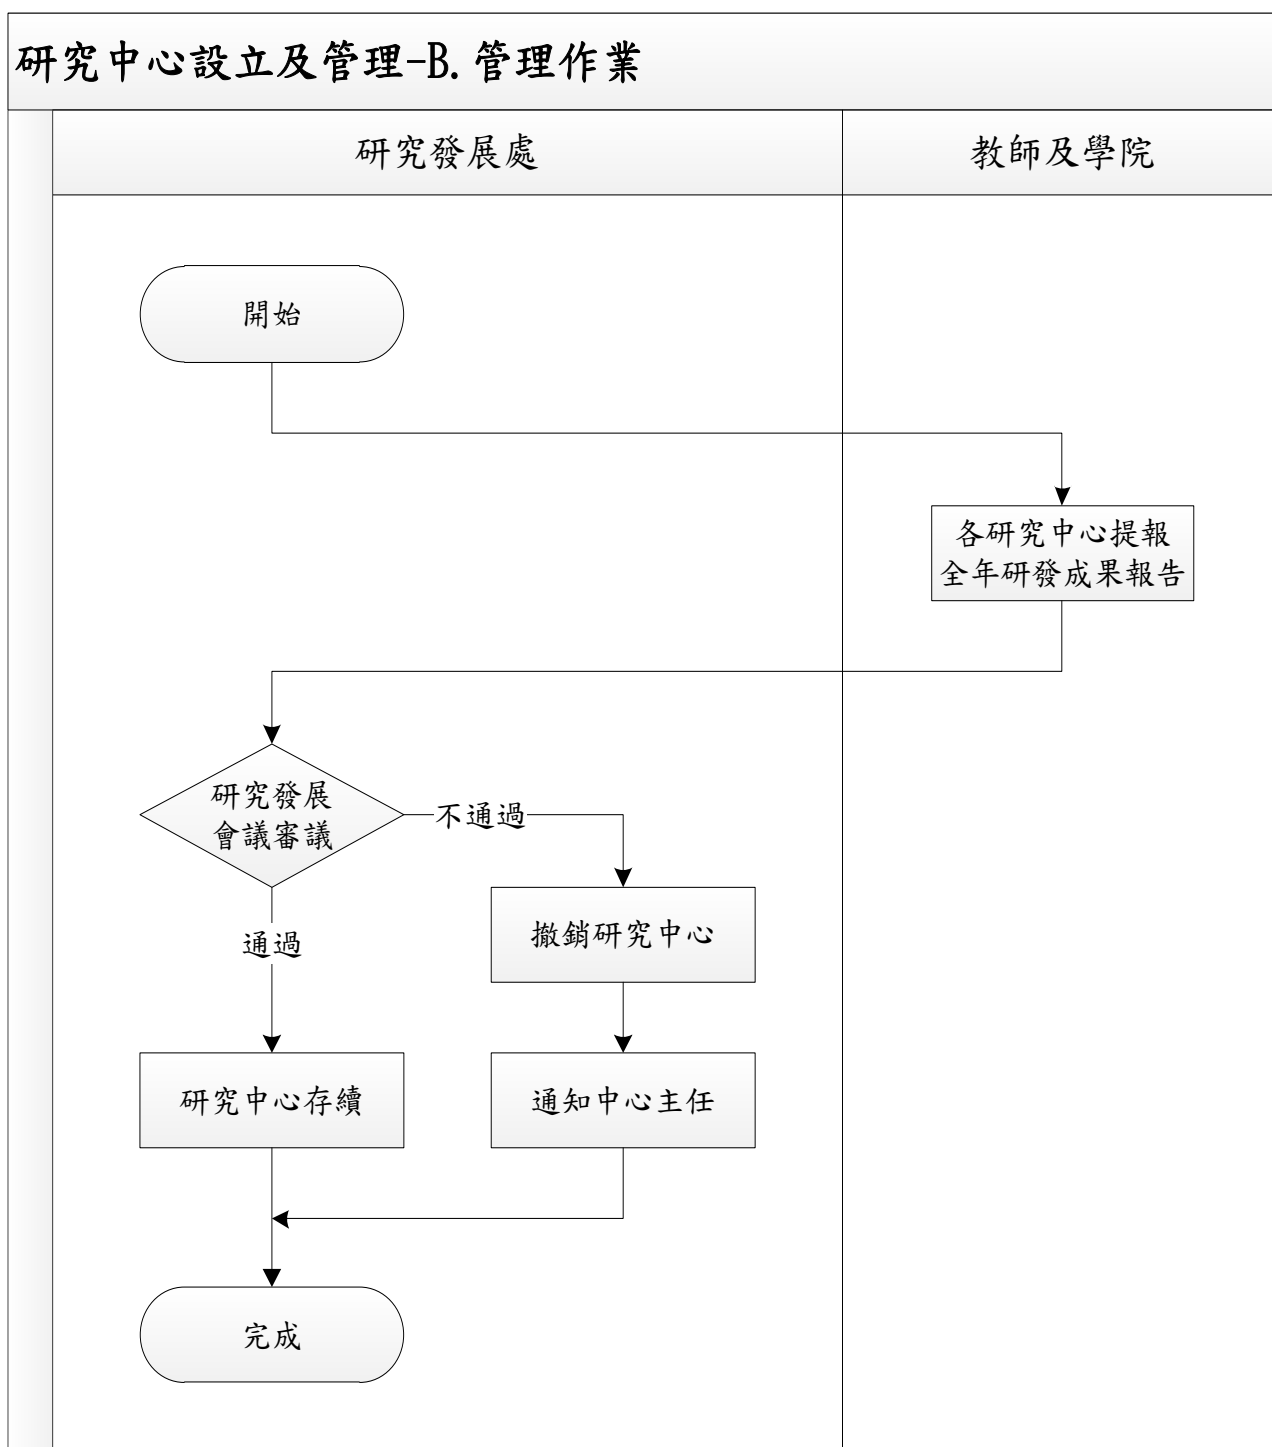 研究中心設立及管理-B.管理作業
研究發展處
教師及學院
開始
各研究中心提報
全年研發成果報告
研究發展
會議審議
不通過
通過
撤銷研究中心
研究中心存續
通知中心主任
完成